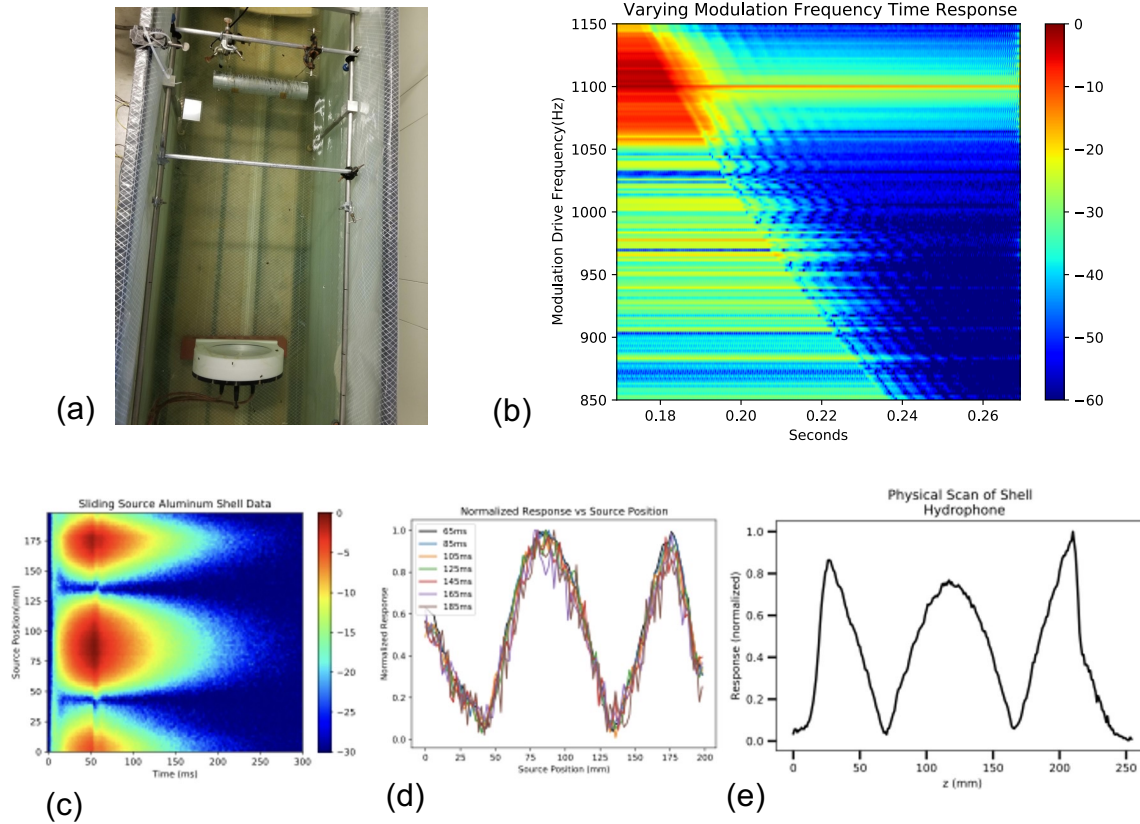 (a)
Varying Modulation Frequency Time Response
Modulation Drive Frequency(Hz)
1150
1100
1050
1000
950
900
850
0.18 0.20 0.22 0.24 0.26
Seconds
0
−10
−20
−30
−40
−50
−60
(b)
Sliding Source Aluminum Shell Data
Source Position(mm)
175
150
125
100
75
50
25
0
0 50 100 150 200 250 300
Time (ms)
0
−5
−10
−15
−20
−25
−30
(c)
Normalized Response vs Source Position
Normalized Response
1.0
0.8
0.6
0.4
0.2
0.0
65ms
85ms
105ms
125ms
145ms
165ms
185ms
0 25 50 75 100 125 150 175 200
Source Position (mm)
(d)
Physical Scan of Shell
Hydrophone
Response (normalized)
1.0
0.8
0.6
0.4
0.2
0.0
0 50 100 150 200 250
z (mm)
(e)